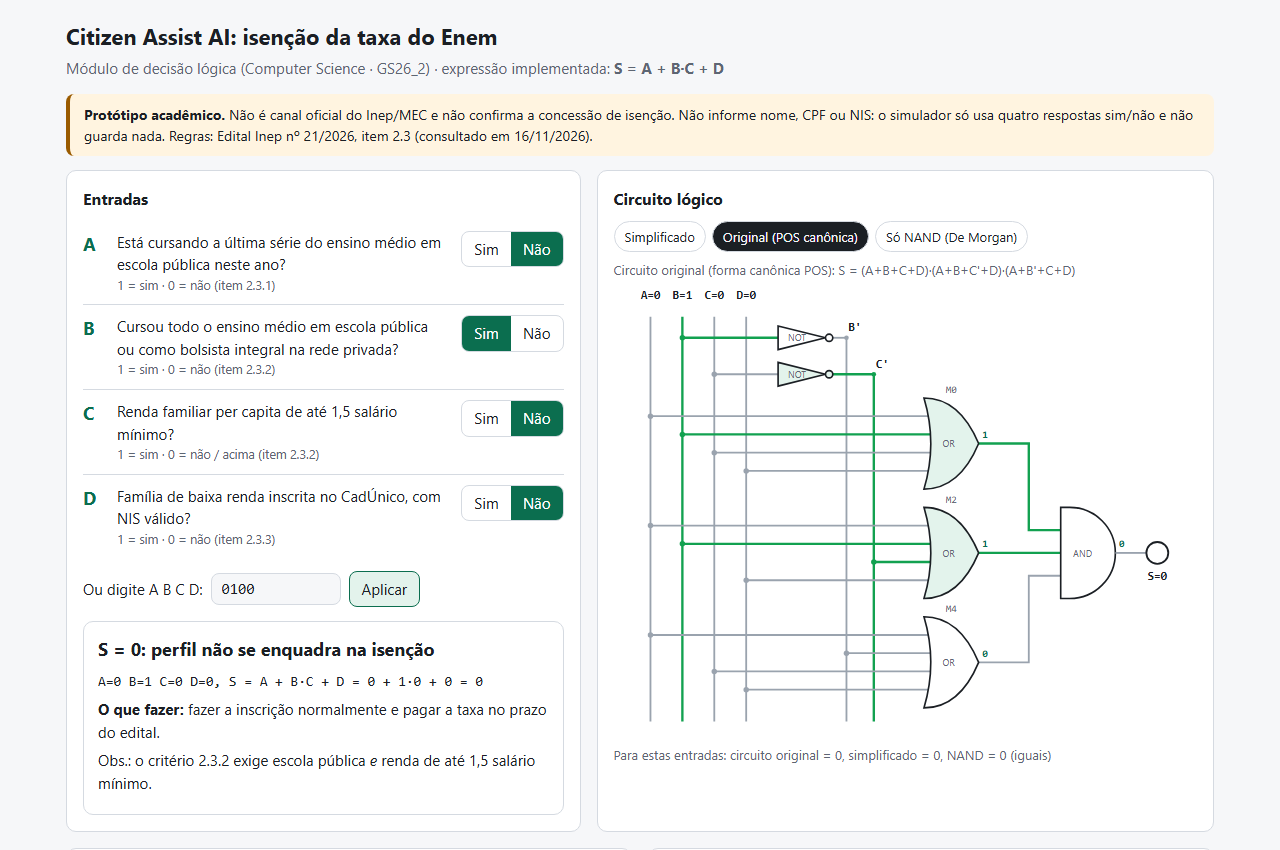 Citizen Assist AI: isenção da taxa do Enem
Módulo de decisão lógica (Computer Science · GS26_2) · expressão implementada: S = A + B·C + D
Protótipo acadêmico. Não é canal oficial do Inep/MEC e não confirma a concessão de isenção. Não informe nome, CPF ou NIS: o simulador só usa quatro respostas sim/não e não
guarda nada. Regras: Edital Inep nº 21/2026, item 2.3 (consultado em 16/11/2026).
Entradas
A
Está cursando a última série do ensino médio em
escola pública neste ano?
1 = sim · 0 = não (item 2.3.1)
Sim Não
B
Cursou todo o ensino médio em escola pública
ou como bolsista integral na rede privada?
1 = sim · 0 = não (item 2.3.2)
Sim Não
C
Renda familiar per capita de até 1,5 salário
mínimo?
1 = sim · 0 = não / acima (item 2.3.2)
Sim Não
D
Família de baixa renda inscrita no CadÚnico, com
NIS válido?
1 = sim · 0 = não (item 2.3.3)
Sim Não
Ou digite A B C D: 0100 Aplicar
S = 0: perfil não se enquadra na isenção
A=0 B=1 C=0 D=0, S = A + B·C + D = 0 + 1·0 + 0 = 0
O que fazer: fazer a inscrição normalmente e pagar a taxa no prazo
do edital.
Obs.: o critério 2.3.2 exige escola pública e renda de até 1,5 salário
mínimo.
Circuito lógico
Simplificado Original (POS canônica) Só NAND (De Morgan)
Circuito original (forma canônica POS): S = (A+B+C+D)·(A+B+C'+D)·(A+B'+C+D)
A=0 B=1 C=0 D=0
NOT B'
NOT C'
M0
OR 1
M2
OR 1
AND 0
S=0
M4
OR 0
Para estas entradas: circuito original = 0, simplificado = 0, NAND = 0 (iguais)